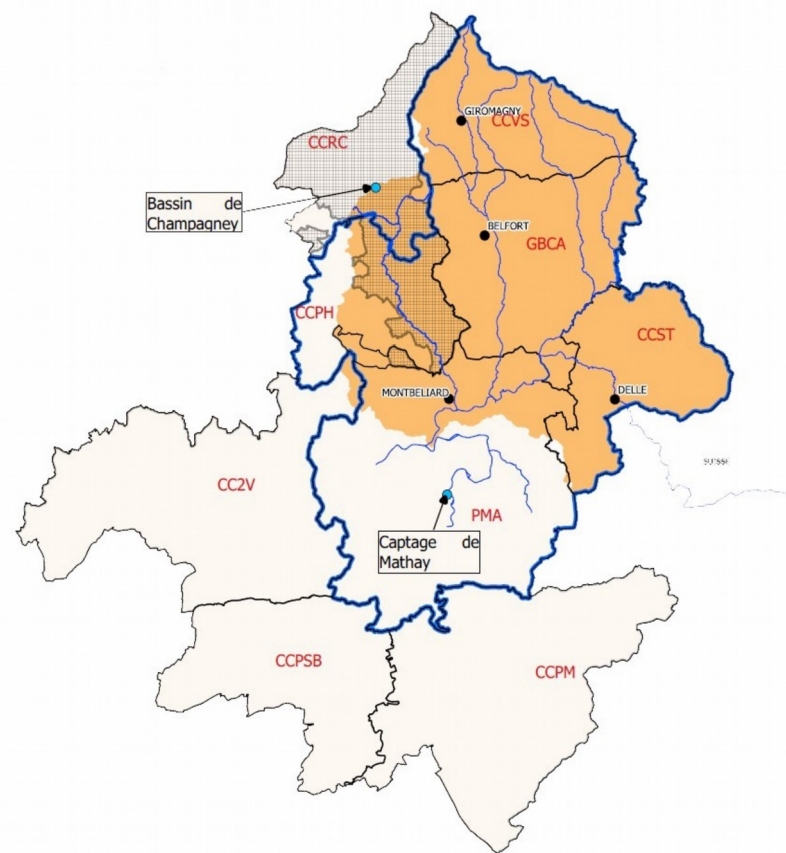 GIROMAGNY
CCVS
CCRC
Bassin de
Champagney
BELFORT
GBCA
CCPH
CCST
MONTBELIARD
DELLE
SUISSE
CC2V
PMA
Captage de
Mathay
CCPSB
CCPM